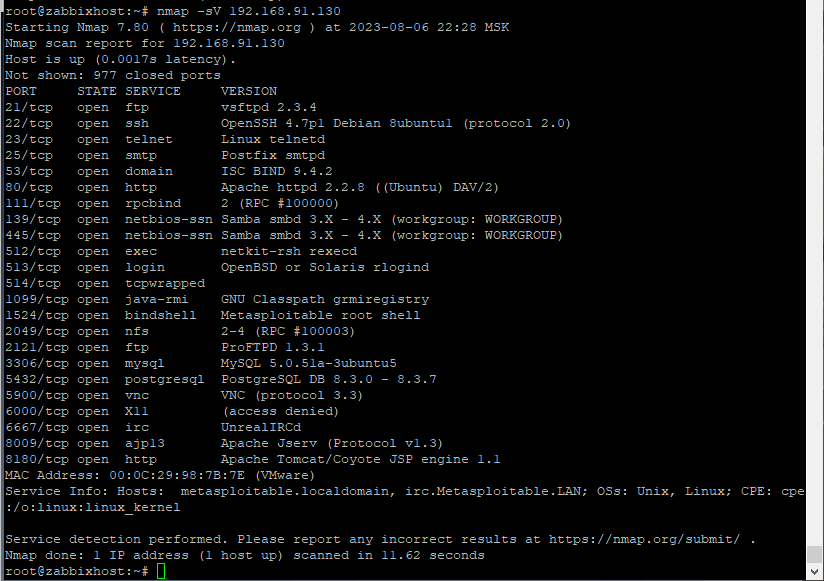 root@zabbixhost:~# nmap -sV 192.168.91.130
Starting Nmap 7.80 ( https://nmap.org ) at 2023-08-06 22:28 MSK
Nmap scan report for 192.168.91.130
Host is up (0.0017s latency).
Not shown: 977 closed ports
PORT     STATE SERVICE     VERSION
21/tcp   open  ftp         vsftpd 2.3.4
22/tcp   open  ssh         OpenSSH 4.7p1 Debian 8ubuntu1 (protocol 2.0)
23/tcp   open  telnet      Linux telnetd
25/tcp   open  smtp        Postfix smtpd
53/tcp   open  domain      ISC BIND 9.4.2
80/tcp   open  http        Apache httpd 2.2.8 ((Ubuntu) DAV/2)
111/tcp  open  rpcbind     2 (RPC #100000)
139/tcp  open  netbios-ssn Samba smbd 3.X - 4.X (workgroup: WORKGROUP)
445/tcp  open  netbios-ssn Samba smbd 3.X - 4.X (workgroup: WORKGROUP)
512/tcp  open  exec        netkit-rsh rexecd
513/tcp  open  login       OpenBSD or Solaris rlogind
514/tcp  open  tcpwrapped
1099/tcp open  java-rmi    GNU Classpath grmiregistry
1524/tcp open  bindshell   Metasploitable root shell
2049/tcp open  nfs         2-4 (RPC #100003)
2121/tcp open  ftp         ProFTPD 1.3.1
3306/tcp open  mysql       MySQL 5.0.51a-3ubuntu5
5432/tcp open  postgresql  PostgreSQL DB 8.3.0 - 8.3.7
5900/tcp open  vnc         VNC (protocol 3.3)
6000/tcp open  X11         (access denied)
6667/tcp open  irc         UnrealIRCd
8009/tcp open  ajp13       Apache Jserv (Protocol v1.3)
8180/tcp open  http        Apache Tomcat/Coyote JSP engine 1.1
MAC Address: 00:0C:29:98:7B:7E (VMware)
Service Info: Hosts:  metasploitable.localdomain, irc.Metasploitable.LAN; OSs: Unix, Linux; CPE: cpe
:/o:linux:linux_kernel
Service detection performed. Please report any incorrect results at https://nmap.org/submit/ .
Nmap done: 1 IP address (1 host up) scanned in 11.62 seconds
root@zabbixhost:~#